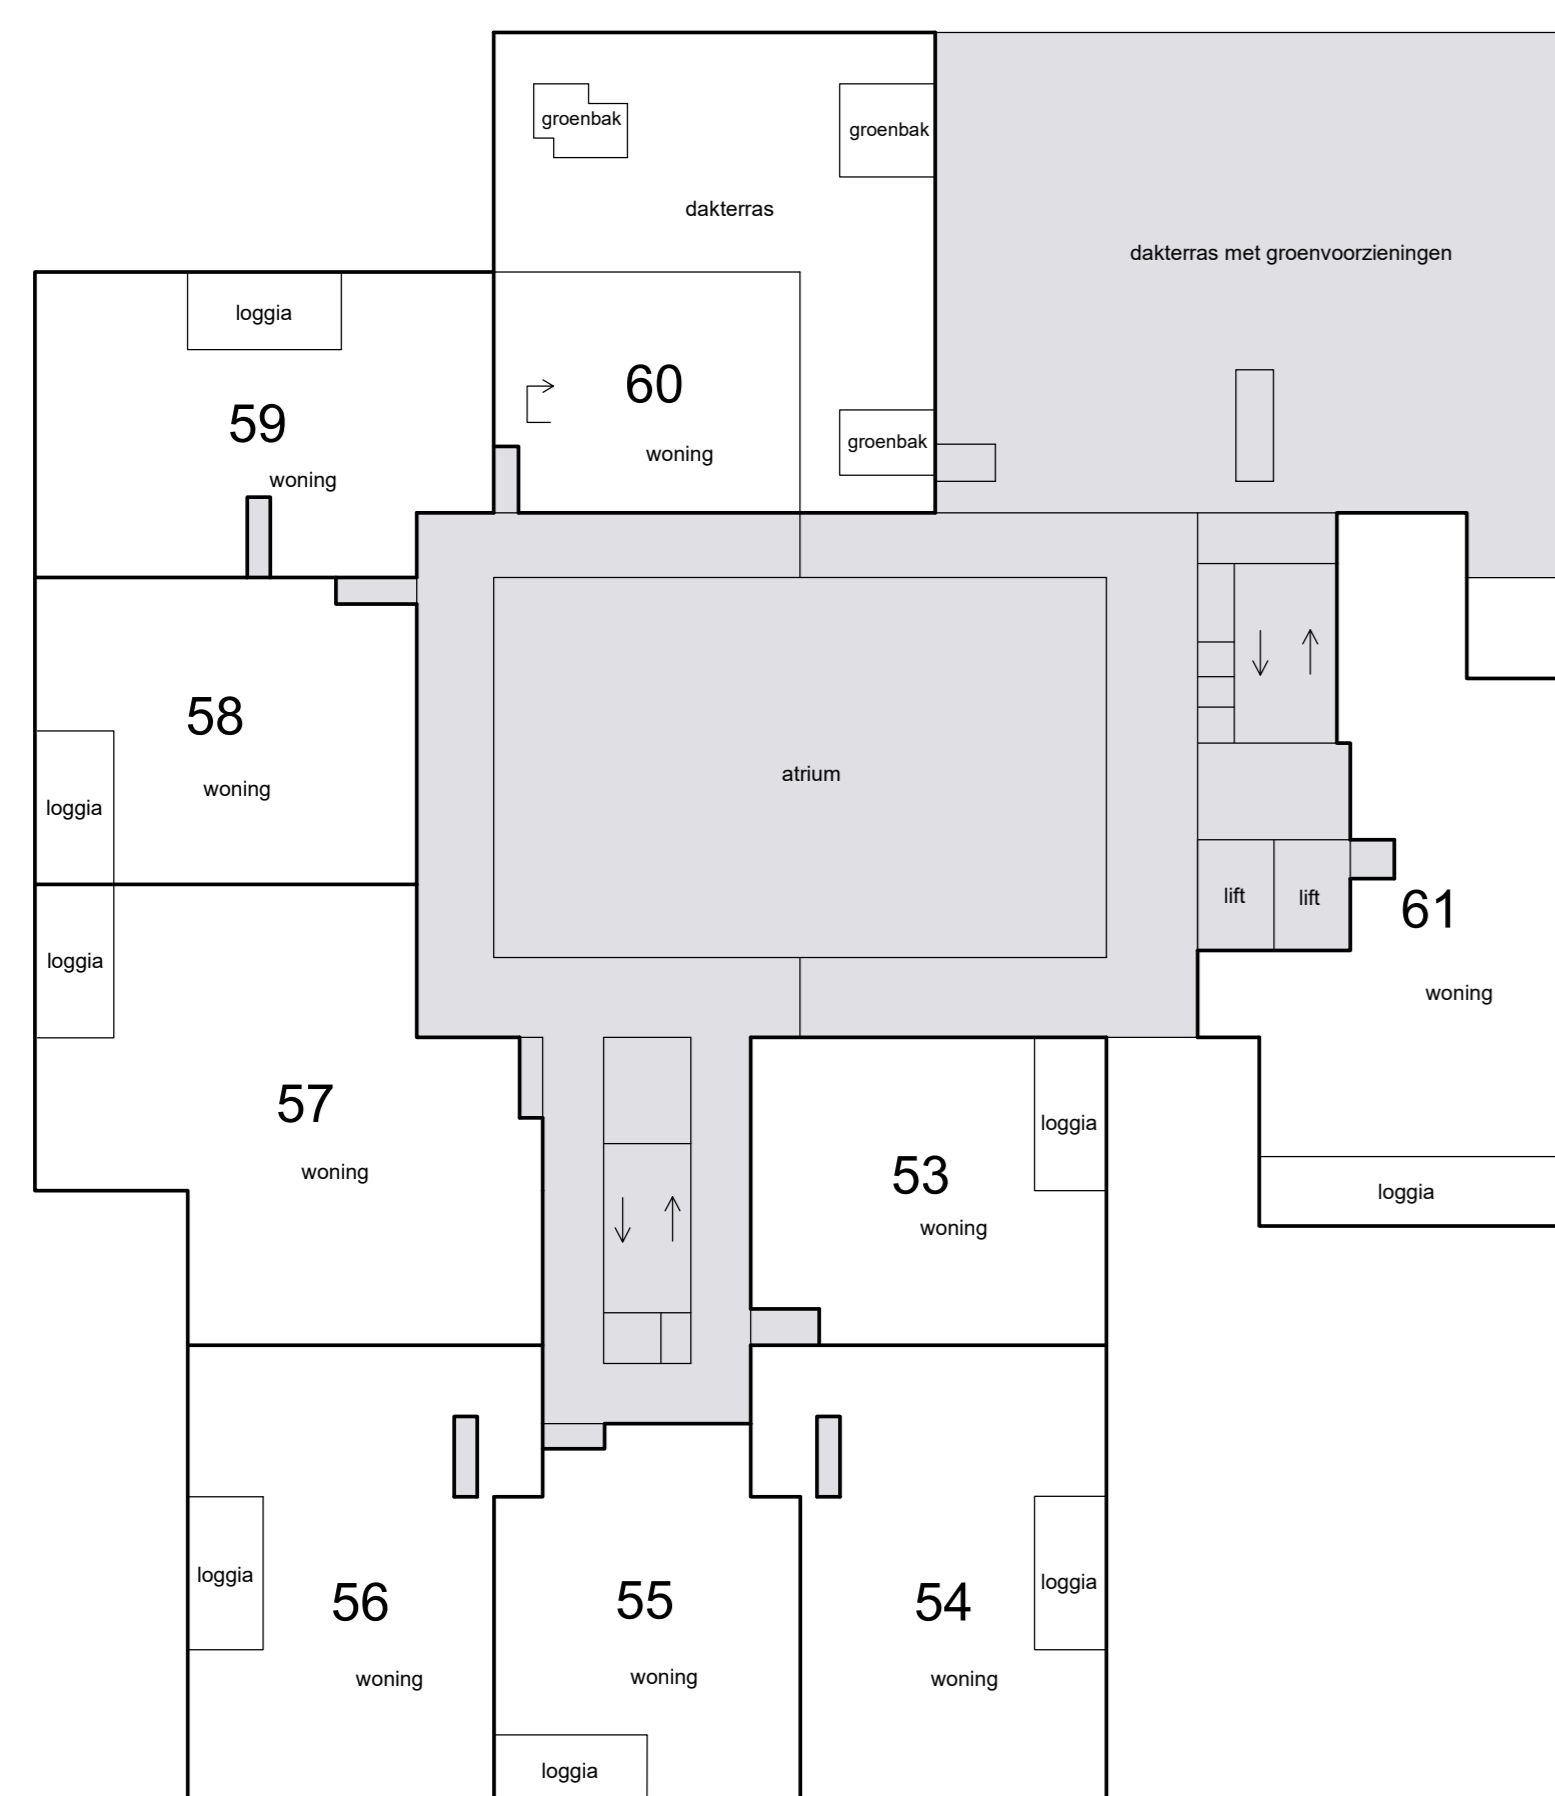 groenbak
groenbak
dakterras
dakterras met groenvoorzieningen
loggia
60
59
groenbak
woning
woning
58
atrium
woning
loggia
lift
lift
61
loggia
woning
57
loggia
53
woning
loggia
woning
loggia
loggia
56
55
54
woning
woning
woning
loggia